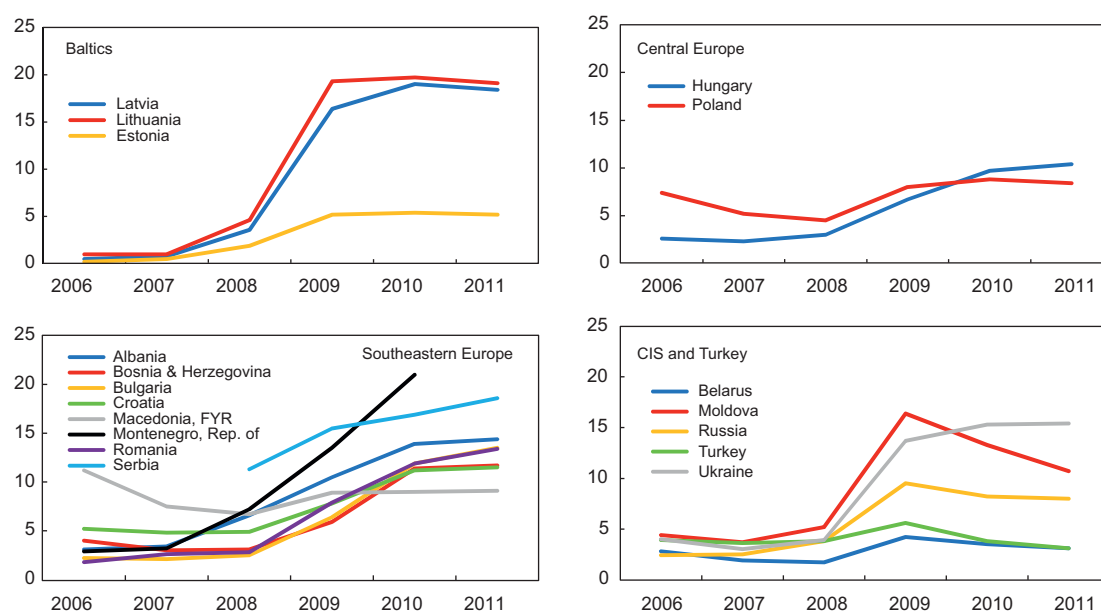 25
Baltics
20
Latvia
Lithuania
Estonia
15
10
5
0
2006 2007 2008 2009 2010 2011
25
Central Europe
20
Hungary
Poland
15
10
5
0
2006 2007 2008 2009 2010 2011
25
Southeastern Europe
Albania
Bosnia & Herzegovina
20
Bulgaria
Croatia
Macedonia, FYR
15
Montenegro, Rep. of
Romania
Serbia
10
5
0
2006 2007 2008 2009 2010 2011
25
CIS and Turkey
20
Belarus
Moldova
15
Russia
Turkey
Ukraine
10
5
0
2006 2007 2008 2009 2010 2011